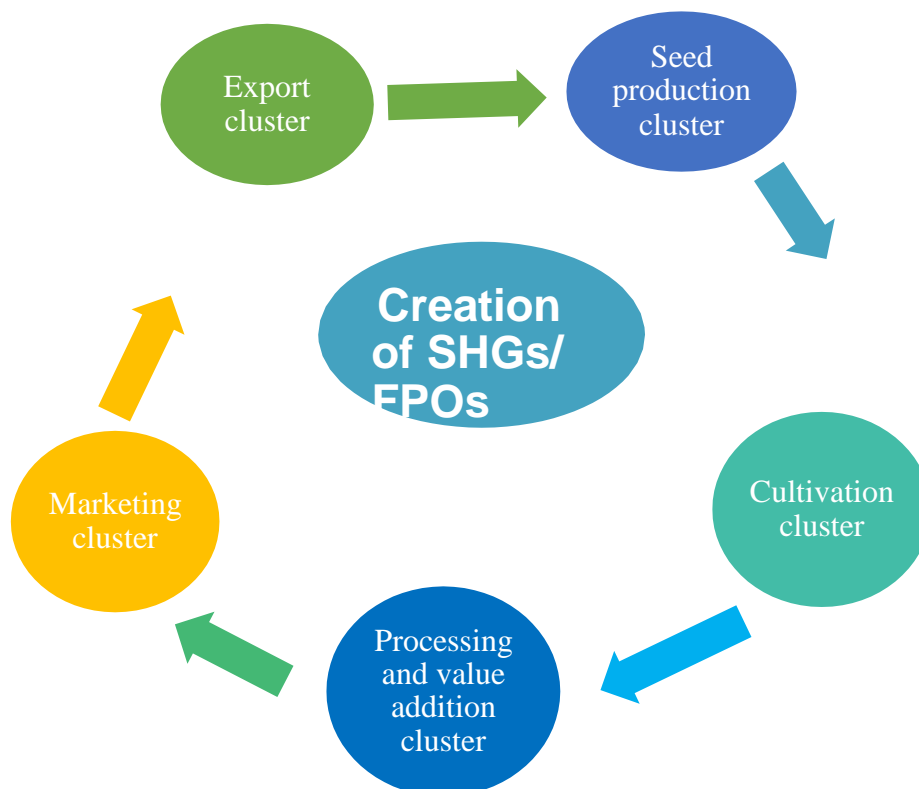 Export
cluster
Seed
production
cluster
Creation
of SHGs/
FPOs
Cultivation
cluster
Marketing
cluster
Processing
and value
addition
cluster